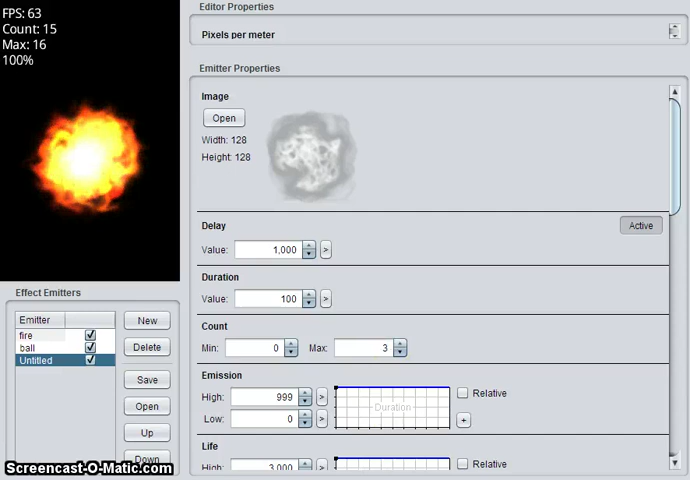 FPS: 63
Count: 15
Max: 16
100%
Editor Properties
Pixels per meter
Emitter Properties
Image
Open
Width: 128
Height: 128
Delay
Active
Value: 1,000 >
Duration
Value: 100 >
Count
Min: 0 Max: 3
Emission
High: 999 > Relative
Duration
Low: 0 > +
Life
High: 3,000 > Relative
Effect Emitters
Emitter
fire
ball
Untitled
New
Delete
Save
Open
Up
Down
Screencast-O-Matic.com